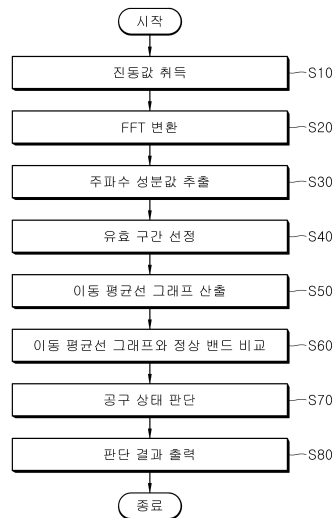 시작
진동값 취득
S10
FFT 변환
S20
주파수 성분값 추출
S30
유효 구간 선정
S40
이동 평균선 그래프 산출
S50
이동 평균선 그래프와 정상 밴드 비교
S60
공구 상태 판단
S70
판단 결과 출력
S80
종료